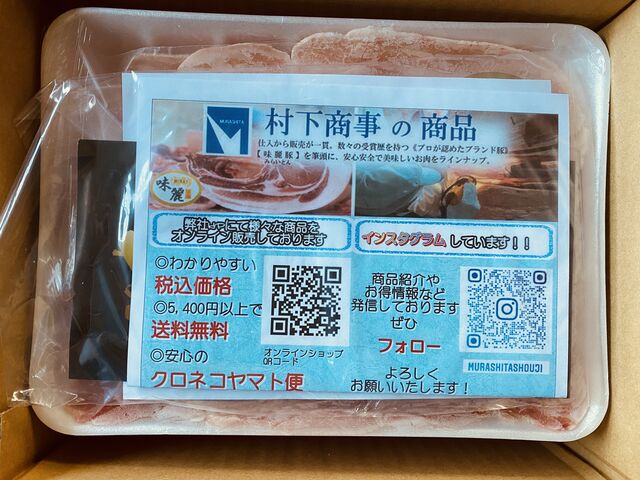 MURASHITA
村下商事 の 商品
仕入から販売が一貫。数々の受賞歴を持つ《プロが認めたブランド豚》
【味麗豚】を筆頭に、安心安全で美味しいお肉をラインナップ。
みらいとん
味麗
弊社HPにて様々な商品を
オンライン販売しております
◎わかりやすい
税込価格
◎5,400円以上で
送料無料
◎安心の
クロネコヤマト便
オンラインショップ
QRコード
インスタグラム しています！！
商品紹介や
お得情報など
発信しております
ぜひ
フォロー
よろしく
お願いいたします！
MURASHITASHOUJI